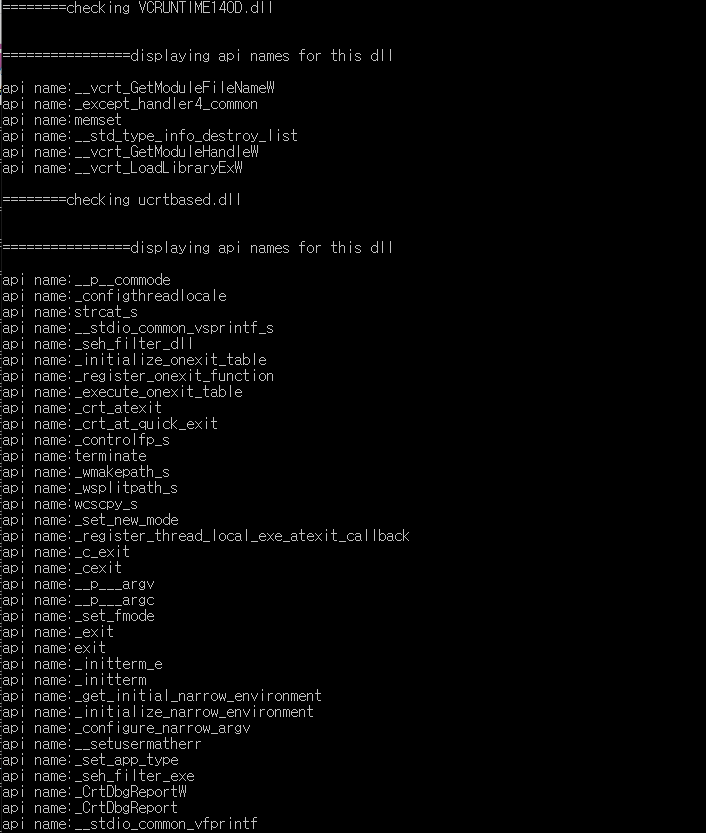 ========checking VCRUNTIME140D.dll
================displaying api names for this dll
api name:__vcrt_GetModuleFileNameW
api name:_except_handler4_common
api name:memset
api name:__std_type_info_destroy_list
api name:__vcrt_GetModuleHandleW
api name:__vcrt_LoadLibraryExW
========checking ucrtbased.dll
================displaying api names for this dll
api name:__p__commode
api name:_configthreadlocale
api name:strcat_s
api name:__stdio_common_vsprintf_s
api name:_seh_filter_dll
api name:_initialize_onexit_table
api name:_register_onexit_function
api name:_execute_onexit_table
api name:_crt_atexit
api name:_crt_at_quick_exit
api name:_controlfp_s
api name:terminate
api name:_wmakepath_s
api name:_wsplitpath_s
api name:wcscpy_s
api name:_set_new_mode
api name:_register_thread_local_exe_atexit_callback
api name:_c_exit
api name:_cexit
api name:__p___argv
api name:__p___argc
api name:_set_fmode
api name:_exit
api name:exit
api name:_initterm_e
api name:_initterm
api name:_get_initial_narrow_environment
api name:_initialize_narrow_environment
api name:_configure_narrow_argv
api name:__setusermatherr
api name:_set_app_type
api name:_seh_filter_exe
api name:_CrtDbgReportW
api name:_CrtDbgReport
api name:__stdio_common_vfprintf